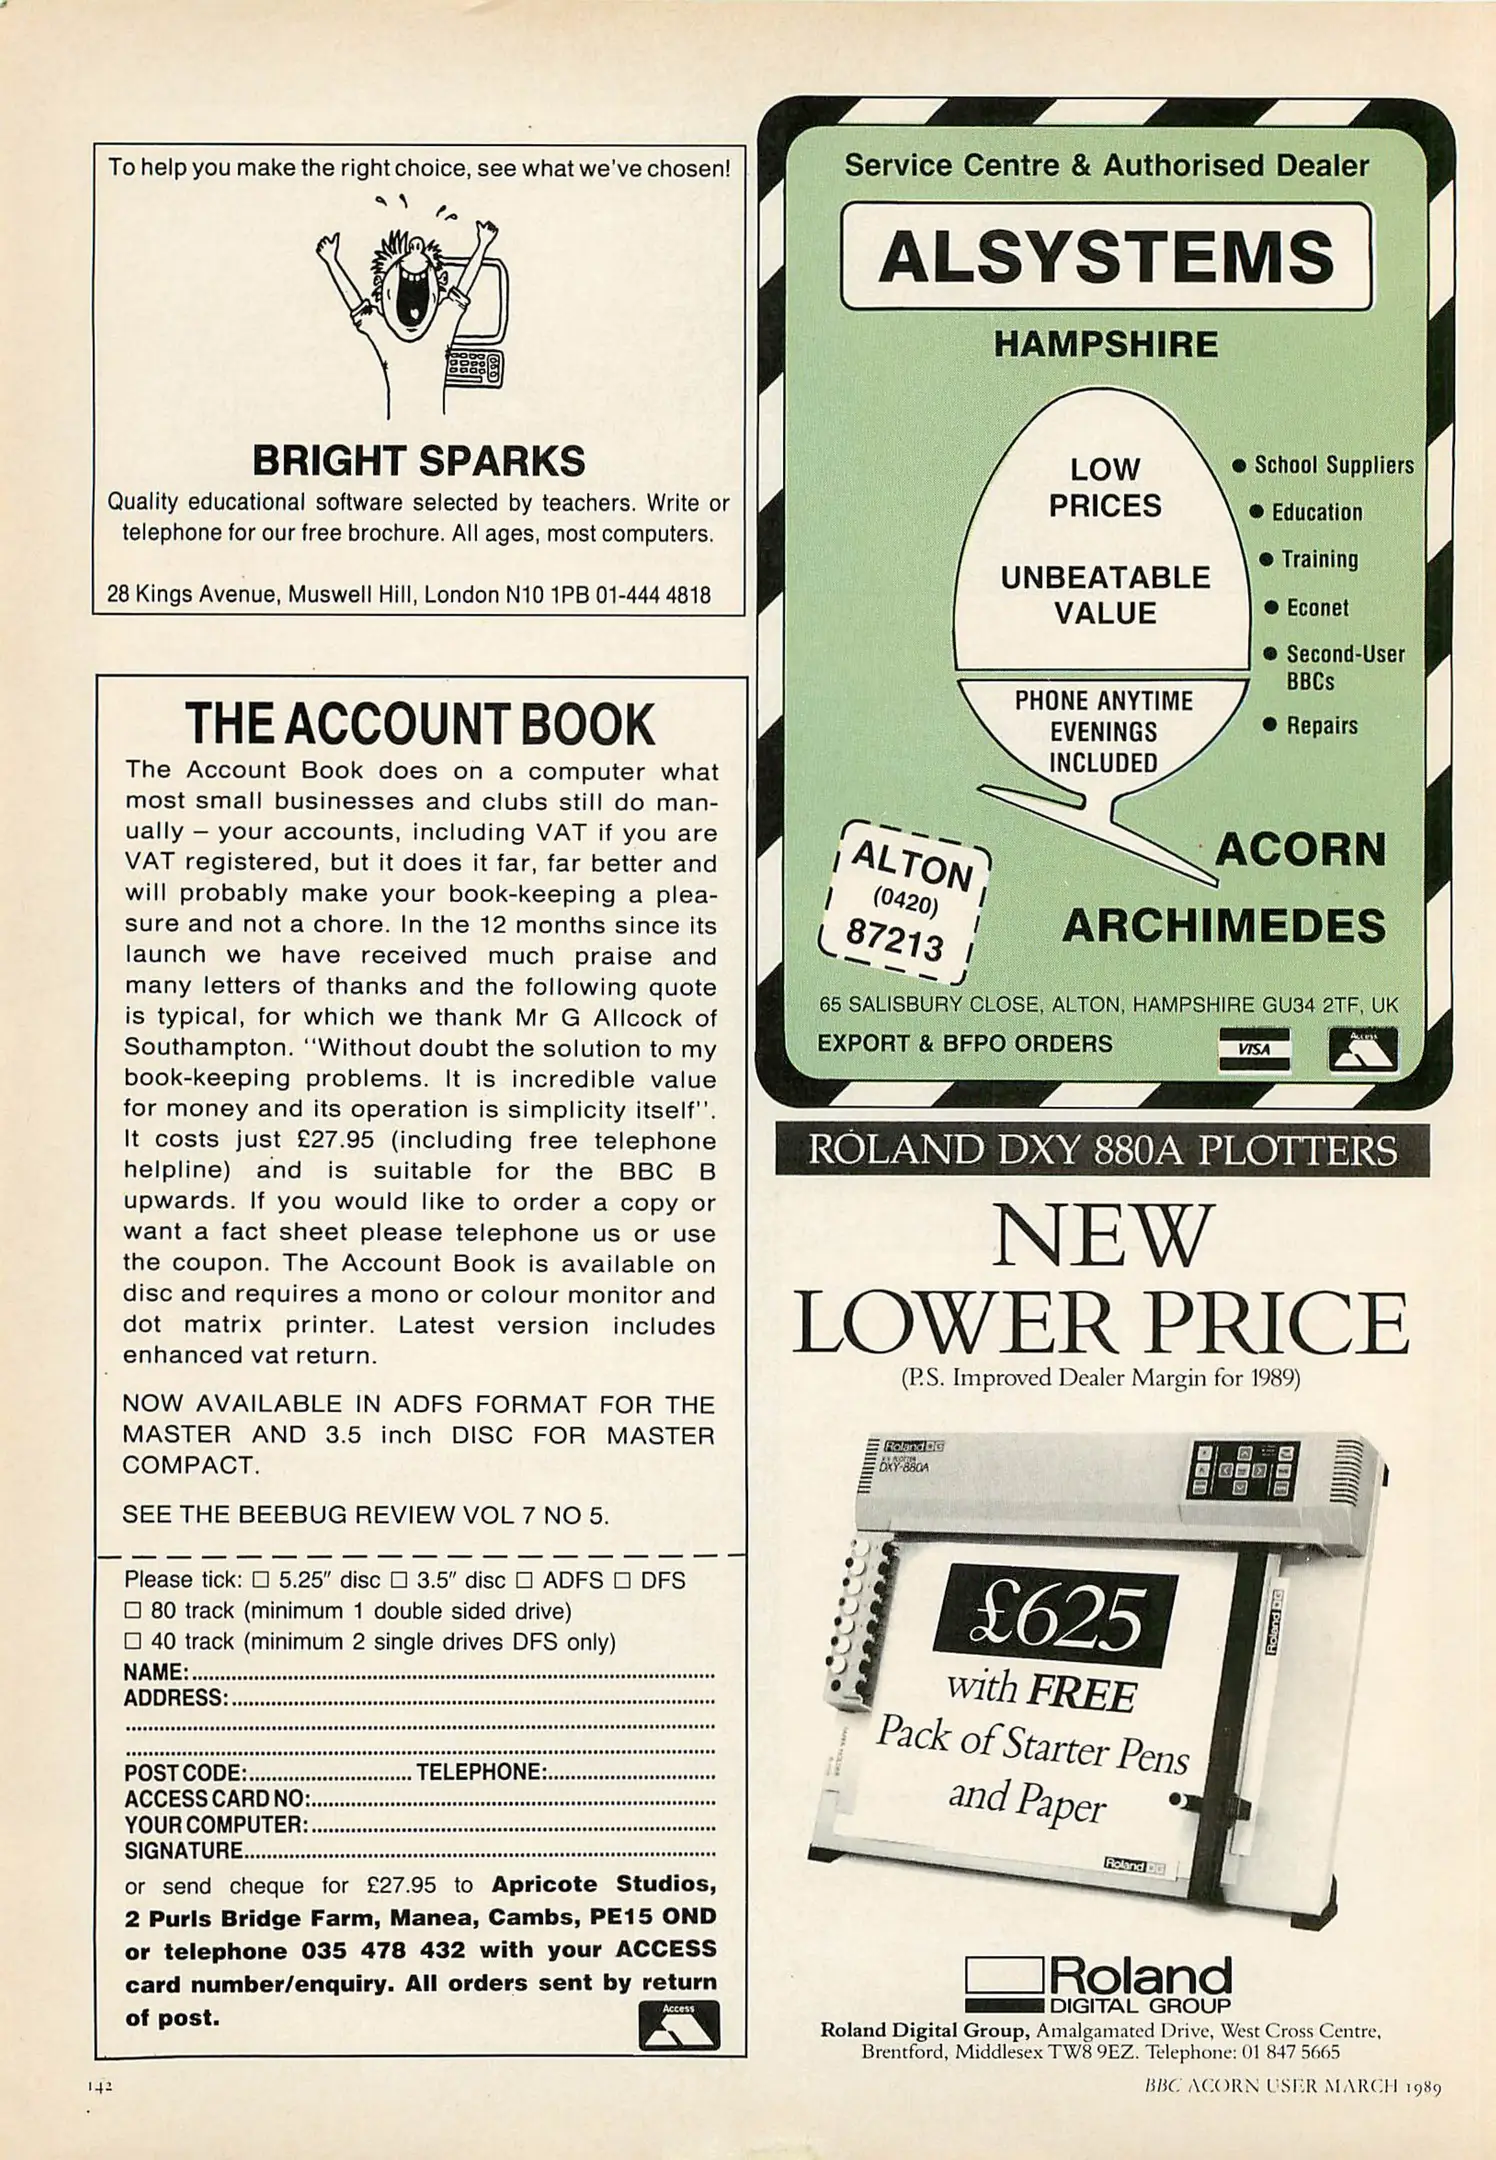 To help you make the right choice, see what we've chosen!
BRIGHT SPARKS
Quality educational software selected by teachers. Write or
telephone for our free brochure. All ages, most computers.
28 Kings Avenue, Muswell Hill, London N10 1PB 01-444 4818
THE ACCOUNT BOOK
The Account Book does on a computer what
most small businesses and clubs still do man-
ually – your accounts, including VAT if you are
VAT registered, but it does it far, far better and
will probably make your book-keeping a plea-
sure and not a chore. In the 12 months since its
launch we have received much praise and
many letters of thanks and the following quote
is typical, for which we thank Mr G Allcock of
Southampton. "Without doubt the solution to my
book-keeping problems. It is incredible value
for money and its operation is simplicity itself".
It costs just £27.95 (including free telephone
helpline) and is suitable for the BBC B
upwards. If you would like to order a copy or
want a fact sheet please telephone us or use
the coupon. The Account Book is available on
disc and requires a mono or colour monitor and
dot matrix printer. Latest version includes
enhanced vat return.
NOW AVAILABLE IN ADFS FORMAT FOR THE
MASTER AND 3.5 inch DISC FOR MASTER
COMPACT.
SEE THE BEEBUG REVIEW VOL 7 NO 5.
Please tick: ☐ 5.25" disc ☐ 3.5" disc ☐ ADFS ☐ DFS
☐ 80 track (minimum 1 double sided drive)
☐ 40 track (minimum 2 single drives DFS only)
NAME:
ADDRESS:
POST CODE: TELEPHONE:
ACCESS CARD NO:
YOUR COMPUTER:
SIGNATURE
or send cheque for £27.95 to Apricote Studios,
2 Purls Bridge Farm, Manea, Cambs, PE15 OND
or telephone 035 478 432 with your ACCESS
card number/enquiry. All orders sent by return
of post.
Access
Service Centre & Authorised Dealer
ALSYSTEMS
HAMPSHIRE
LOW
PRICES
UNBEATABLE
VALUE
PHONE ANYTIME
EVENINGS
INCLUDED
● School Suppliers
● Education
● Training
● Econet
● Second-User
BBCs
● Repairs
ALTON
(0420)
87213
ACORN
ARCHIMEDES
65 SALISBURY CLOSE, ALTON, HAMPSHIRE GU34 2TF, UK
EXPORT & BFPO ORDERS
VISA
Access
ROLAND DXY 880A PLOTTERS
NEW
LOWER PRICE
(P.S. Improved Dealer Margin for 1989)
Roland DG
X-Y PLOTTER
DXY-880A
Roland DG
£625
with FREE
Pack of Starter Pens
and Paper
Roland DG
Roland
DIGITAL GROUP
Roland Digital Group, Amalgamated Drive, West Cross Centre,
Brentford, Middlesex TW8 9EZ. Telephone: 01 847 5665
142
BBC ACORN USER MARCH 1989